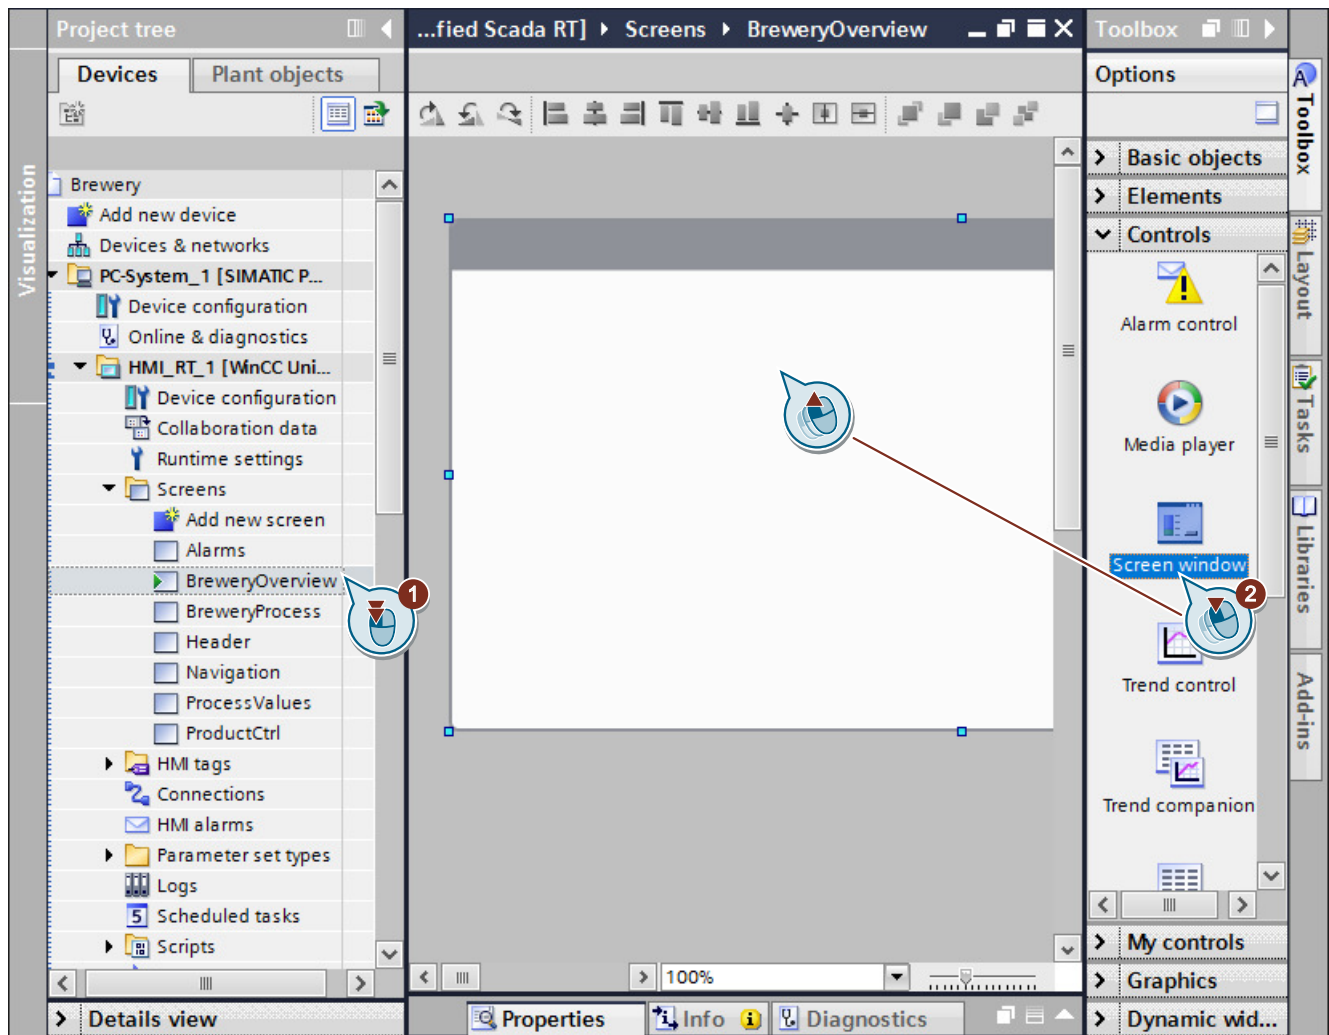 Visualization
Project tree
Devices
Plant objects
Brewery
Add new device
Devices & networks
PC-System_1 [SIMATIC P...
Device configuration
Online & diagnostics
HMI_RT_1 [WinCC Uni...
Device configuration
Collaboration data
Runtime settings
Screens
Add new screen
Alarms
BreweryOverview
BreweryProcess
Header
Navigation
ProcessValues
ProductCtrl
HMI tags
Connections
HMI alarms
Parameter set types
Logs
Scheduled tasks
Scripts
Details view
1
...fied Scada RT] Screens BreweryOverview
100%
Properties
Info
Diagnostics
Toolbox
Options
Basic objects
Elements
Controls
Alarm control
Media player
Screen window
2
Trend control
Trend companion
My controls
Graphics
Dynamic wid...
Toolbox
Layout
Tasks
Libraries
Add-ins